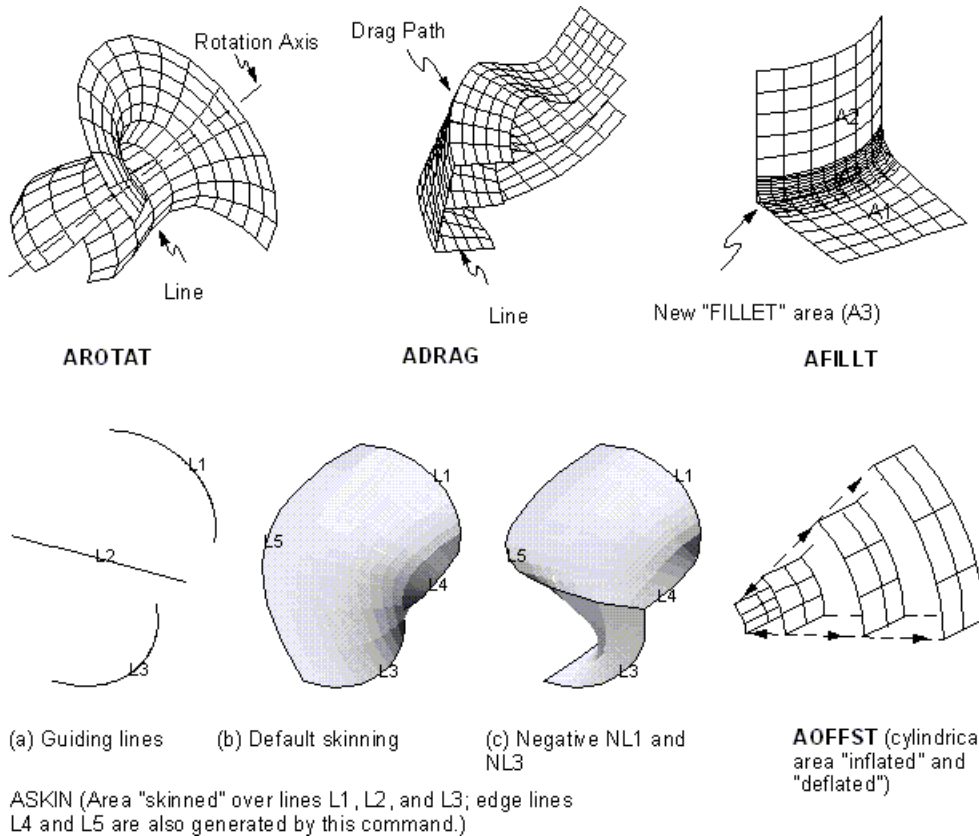 Rotation Axis
Drag Path
A2
A1
Line
Line
New "FILLET" area (A3)
AROTAT
ADRAG
AFILLT
L1
L2
L3
L1
L5
L4
L3
L1
L5
L4
L3
(a) Guiding lines
(b) Default skinning
(c) Negative NL1 and
NL3
AOFFST (cylindrica
area "inflated" and
"deflated")
ASKIN (Area "skinned" over lines L1, L2, and L3; edge lines
L4 and L5 are also generated by this command.)